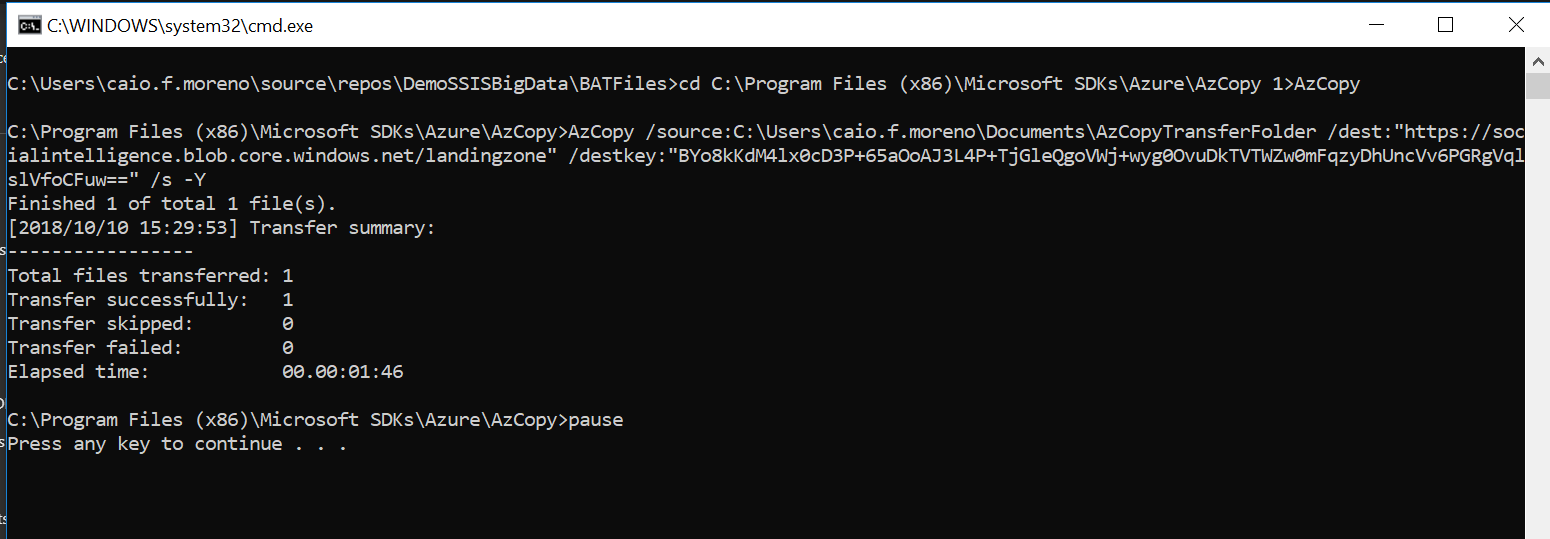 C:\WINDOWS\system32\cmd.exe
C:\Users\caio.f.moreno\source\repos\DemoSSISBigData\BATFiles>cd C:\Program Files (x86)\Microsoft SDKs\Azure\AzCopy 1>AzCopy
C:\Program Files (x86)\Microsoft SDKs\Azure\AzCopy>AzCopy /source:C:\Users\caio.f.moreno\Documents\AzCopyTransferFolder /dest:"https://soc
ialintelligence.blob.core.windows.net/landingzone" /destkey:"BYo8kKdM4lx0cD3P+65aOoAJ3L4P+TjGleQgoVWj+wyg0OvuDkTVTWZw0mFqzyDhUncVv6PGRgVql
slVfoCFuw==" /s -Y
Finished 1 of total 1 file(s).
[2018/10/10 15:29:53] Transfer summary:
-----------------
Total files transferred: 1
Transfer successfully:   1
Transfer skipped:        0
Transfer failed:         0
Elapsed time:            00.00:01:46
C:\Program Files (x86)\Microsoft SDKs\Azure\AzCopy>pause
Press any key to continue . . .